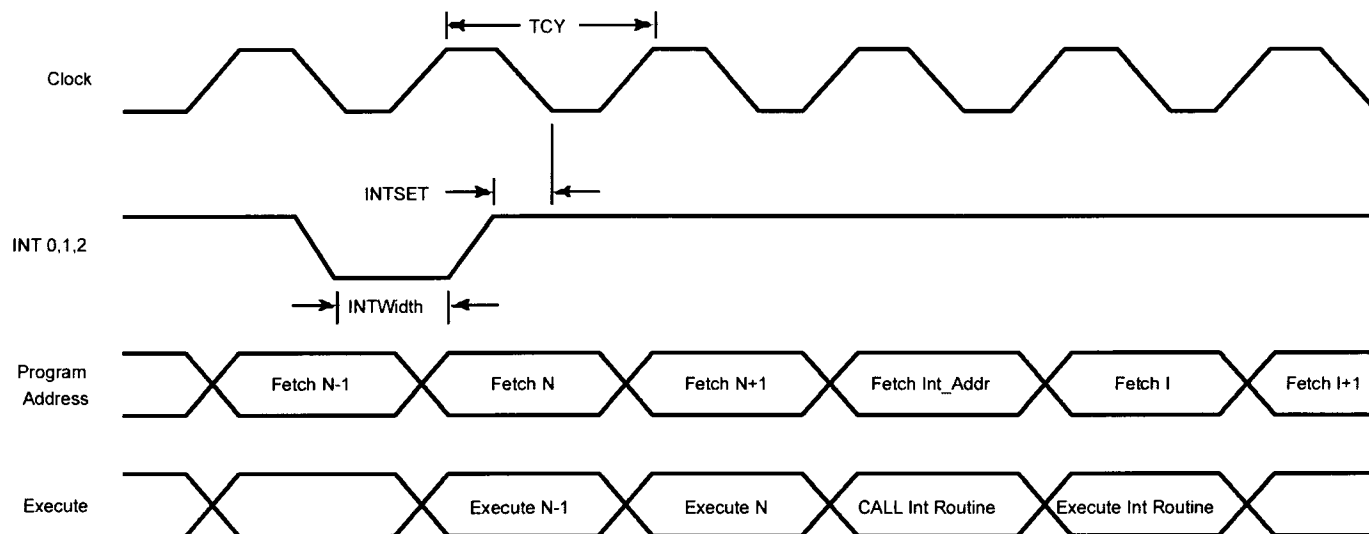 TCY
Clock
INTSET
INT 0,1,2
INTWidth
Program
Address
Fetch N-1
Fetch N
Fetch N+1
Fetch Int_Addr
Fetch I
Fetch I+1
Execute
Execute N-1
Execute N
CALL Int Routine
Execute Int Routine